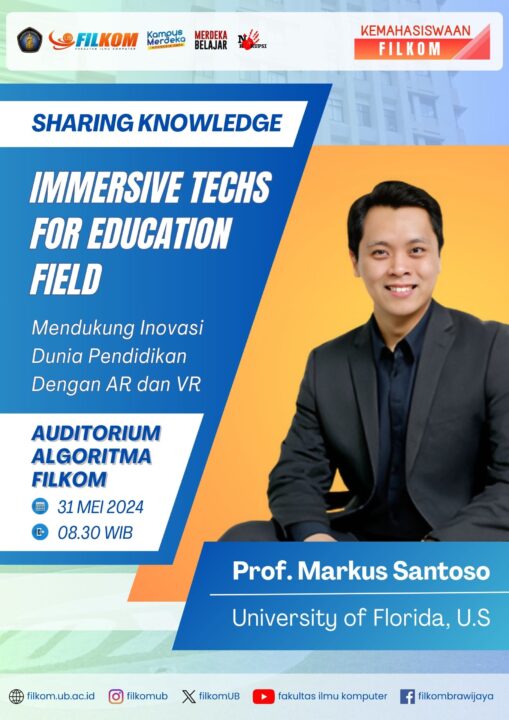 FILKOM
FAKULTAS ILMU KOMPUTER
Kampus
Merdeka
INDONESIA JAYA
MERDEKA
BELAJAR
KEMAHASISWAAN
FILKOM
SHARING KNOWLEDGE
IMMERSIVE TECHS
FOR EDUCATION
FIELD
Mendukung Inovasi
Dunia Pendidikan
Dengan AR dan VR
AUDITORIUM
ALGORITMA
FILKOM
31 MEI 2024
08.30 WIB
Prof. Markus Santoso
University of Florida, U.S
filkom.ub.ac.id
filkomub
filkomUB
fakultas ilmu komputer
filkombrawijaya